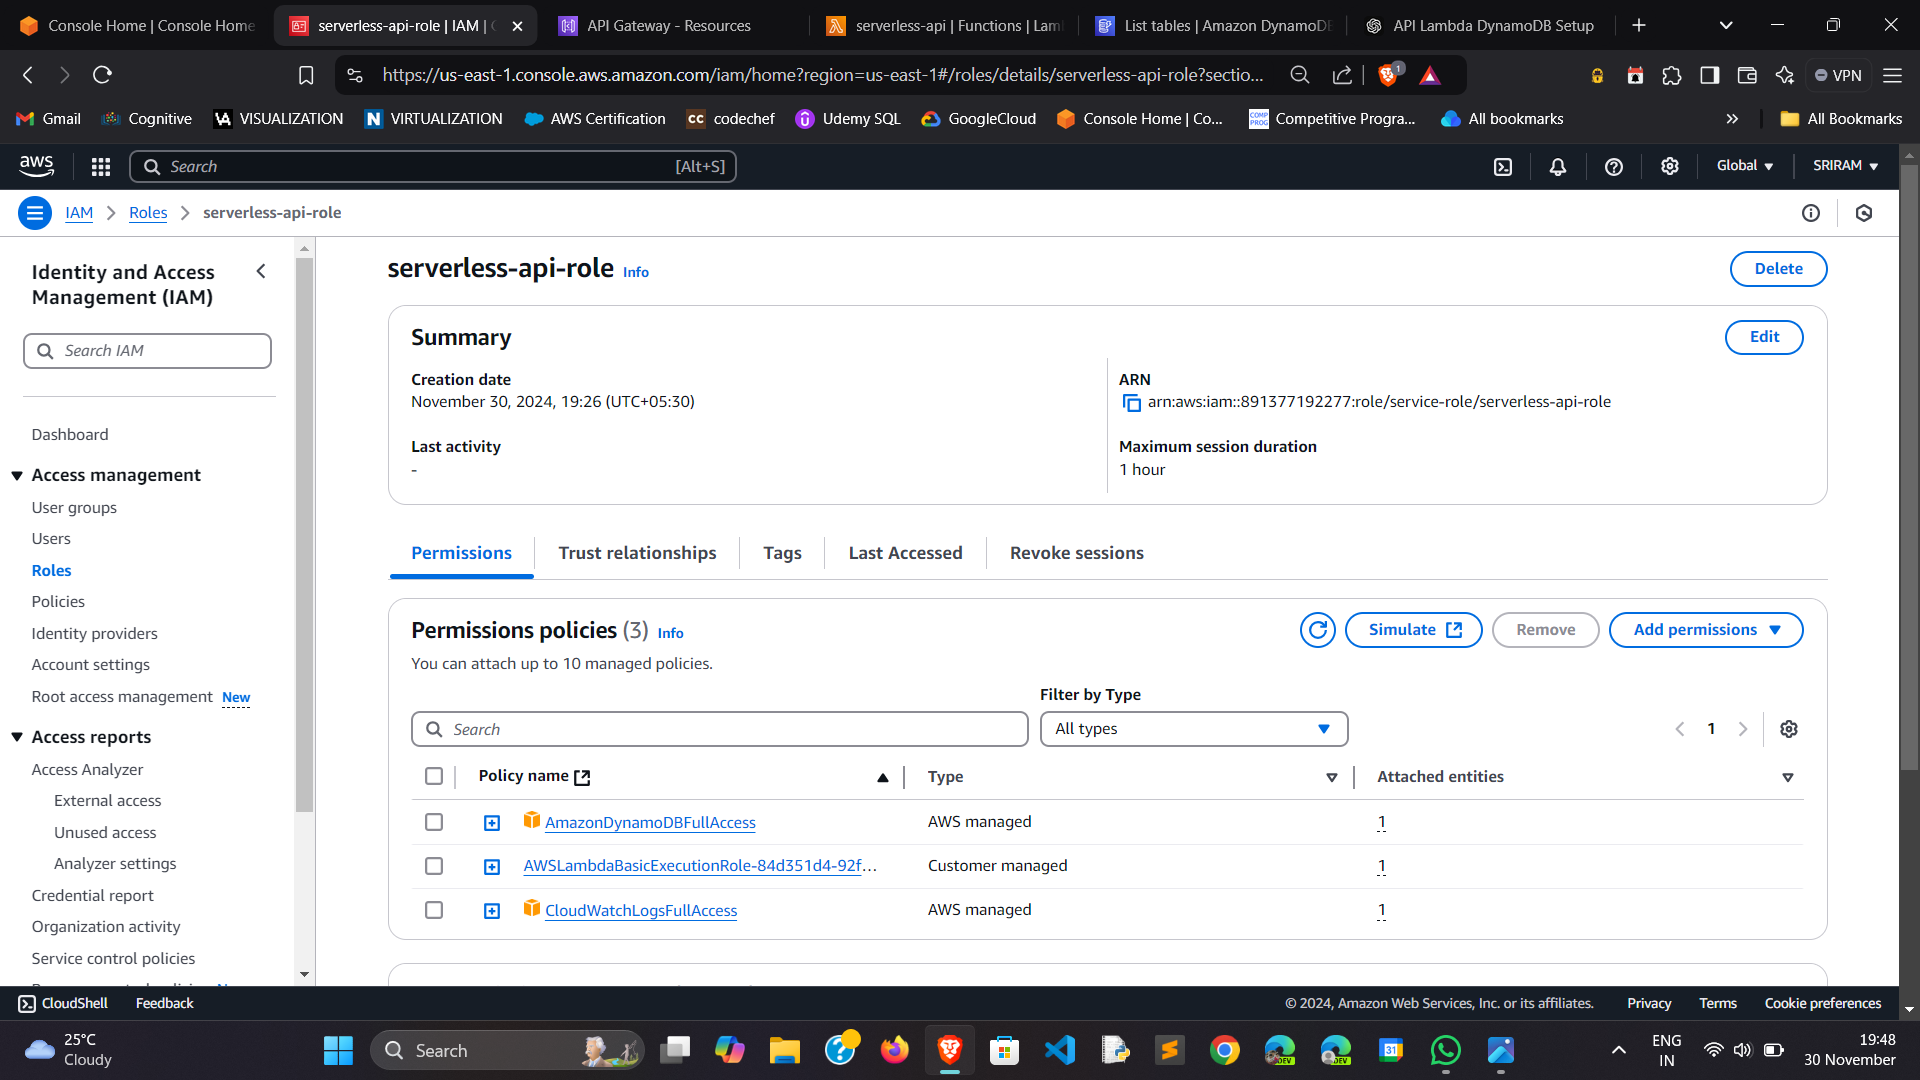 Console Home | Console Home
serverless-api-role | IAM |
API Gateway - Resources
serverless-api | Functions | Lam
List tables | Amazon DynamoDB
API Lambda DynamoDB Setup
https://us-east-1.console.aws.amazon.com/iam/home?region=us-east-1#/roles/details/serverless-api-role?sectio...
1
VPN
Gmail
Cognitive
VISUALIZATION
VIRTUALIZATION
AWS Certification
CC codechef
Udemy SQL
GoogleCloud
Console Home | Co...
COMP PROG Competitive Progra...
All bookmarks
All Bookmarks
aws
Search
[Alt+S]
Global
SRIRAM
IAM
Roles
serverless-api-role
Identity and Access
Management (IAM)
Search IAM
Dashboard
Access management
User groups
Users
Roles
Policies
Identity providers
Account settings
Root access management New
Access reports
Access Analyzer
External access
Unused access
Analyzer settings
Credential report
Organization activity
Service control policies
serverless-api-role Info
Delete
Summary
Edit
Creation date
November 30, 2024, 19:26 (UTC+05:30)
ARN
arn:aws:iam::891377192277:role/service-role/serverless-api-role
Last activity
-
Maximum session duration
1 hour
Permissions
Trust relationships
Tags
Last Accessed
Revoke sessions
Permissions policies (3) Info
Simulate
Remove
Add permissions
You can attach up to 10 managed policies.
Filter by Type
Search
All types
1
Policy name
Type
Attached entities
AmazonDynamoDBFullAccess
AWS managed
1
AWSLambdaBasicExecutionRole-84d351d4-92f...
Customer managed
1
CloudWatchLogsFullAccess
AWS managed
1
CloudShell
Feedback
© 2024, Amazon Web Services, Inc. or its affiliates.
Privacy
Terms
Cookie preferences
25°C
Cloudy
Search
DEV
DEV
31
ENG
IN
19:48
30 November